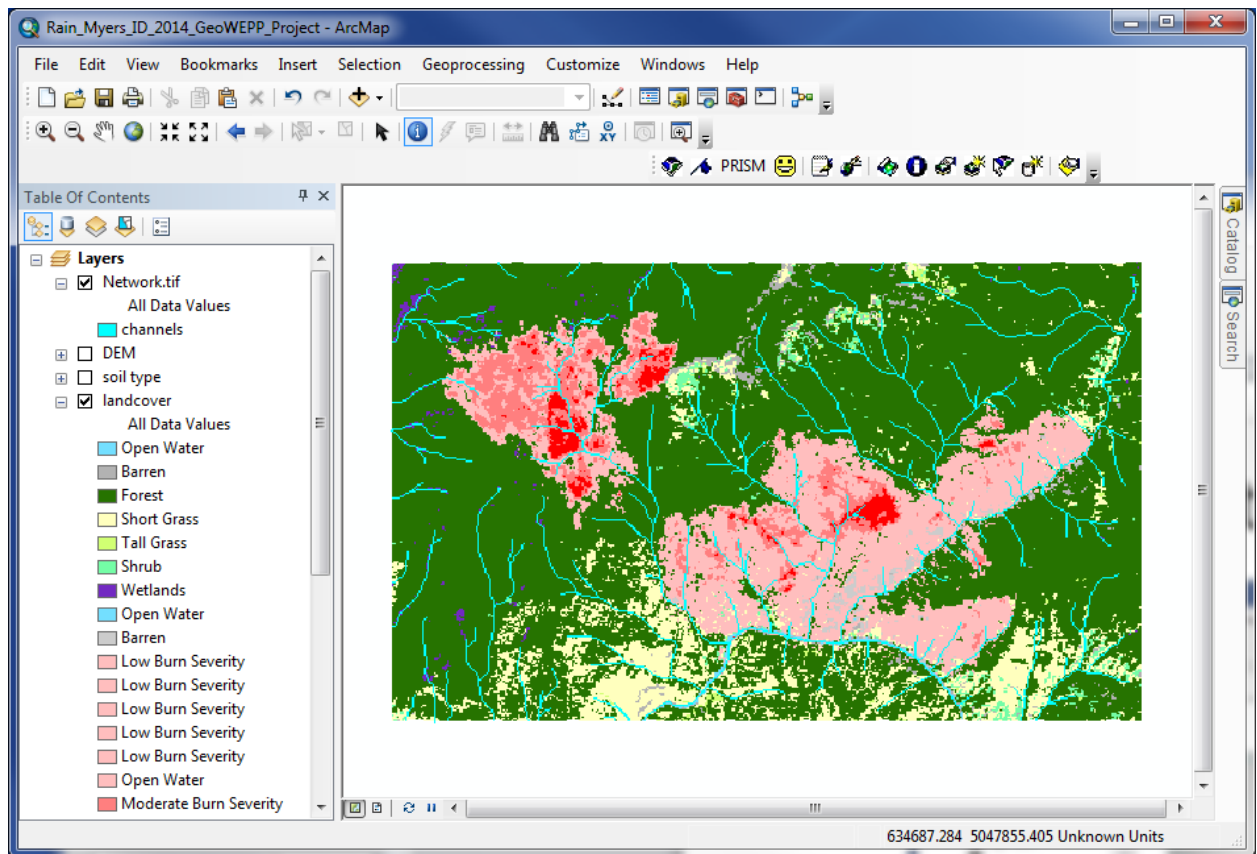 Rain_Myers_ID_2014_GeoWEPP_Project - ArcMap
File Edit View Bookmarks Insert Selection Geoprocessing Customize Windows Help
XY
PRISM
Table Of Contents
Layers
Network.tif
All Data Values
channels
DEM
soil type
landcover
All Data Values
Open Water
Barren
Forest
Short Grass
Tall Grass
Shrub
Wetlands
Open Water
Barren
Low Burn Severity
Low Burn Severity
Low Burn Severity
Low Burn Severity
Low Burn Severity
Open Water
Moderate Burn Severity
Catalog
Search
634687.284 5047855.405 Unknown Units